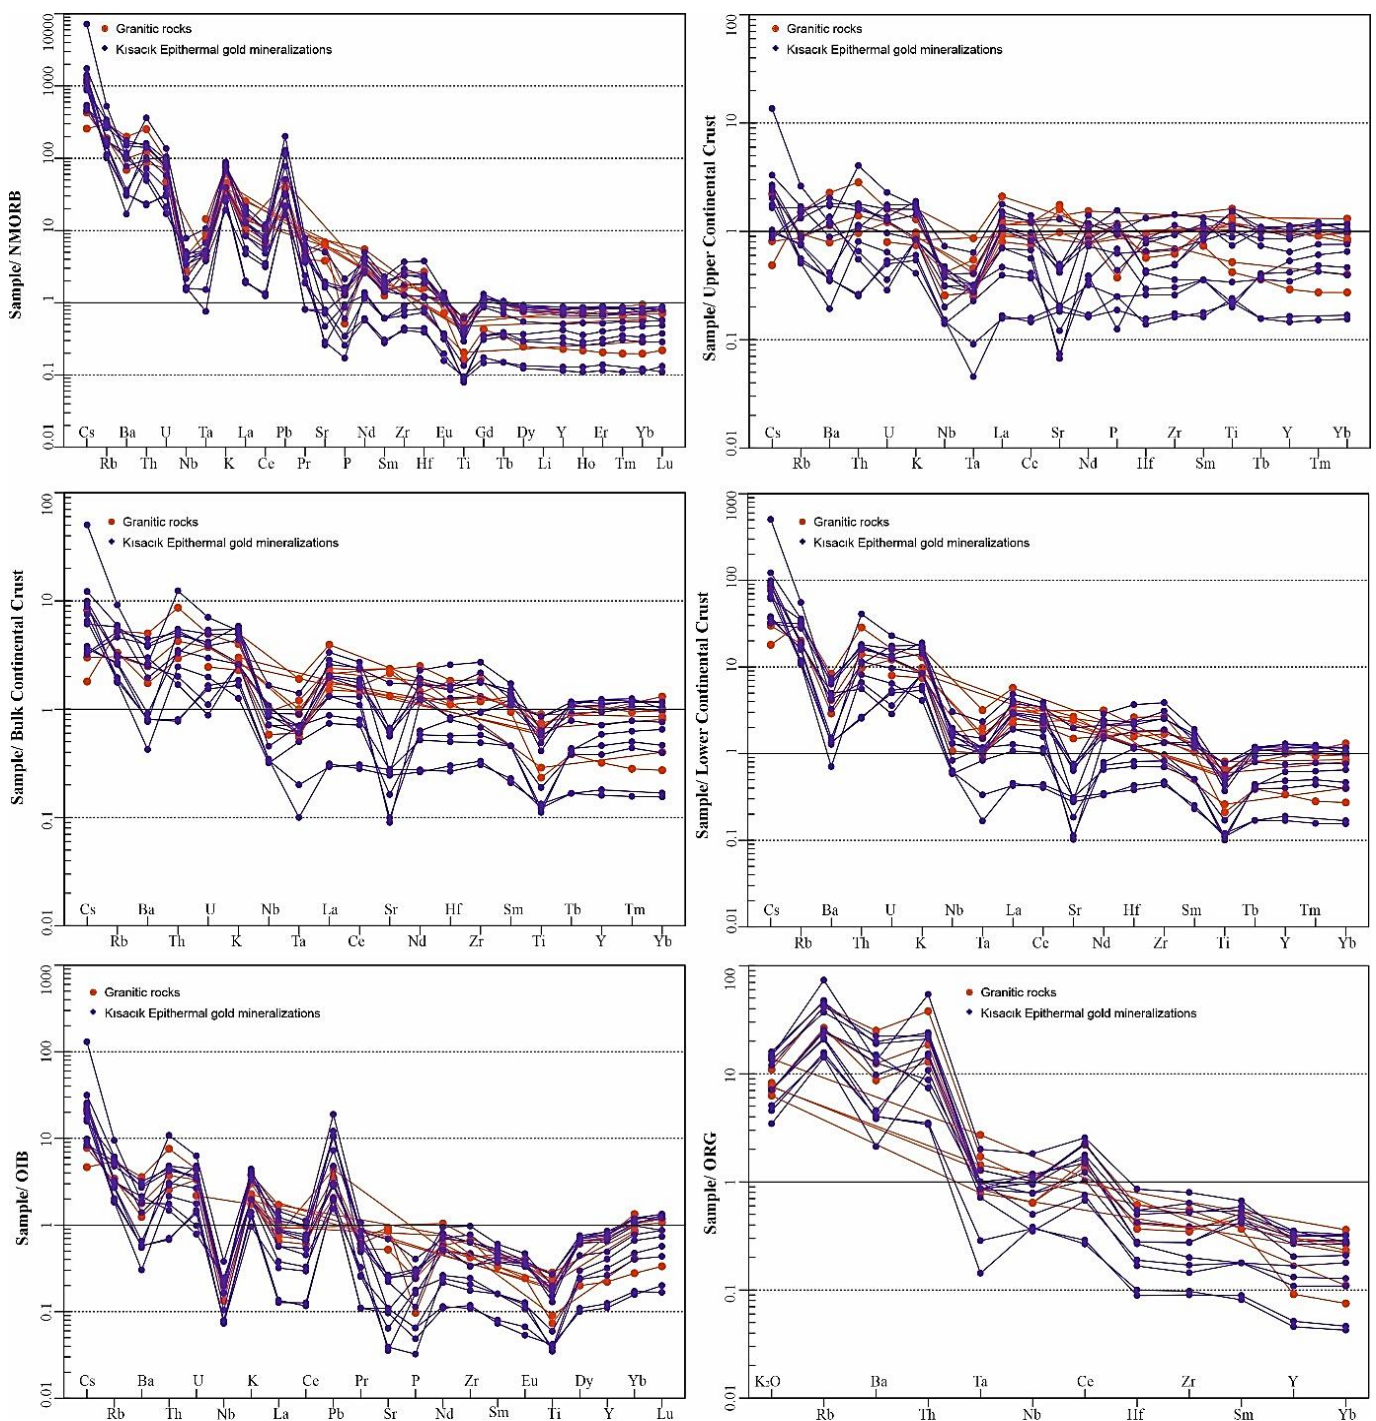 Granitic rocks
Kısacık Epithermal gold mineralizations
Sample/ NMORB
10000
1000
100
10
1
0.1
0.01
Cs Ba U Ta La Pb Sr Nd Zr Eu Gd Dy Y Er Yb
Rb Th Nb K Ce Pr P Sm Hf Ti Tb Li Ho Tm Lu
Granitic rocks
Kısacık Epithermal gold mineralizations
Sample/ Upper Continental Crust
100
10
1
0.1
0.01
Cs Ba U Nb La Sr P Zr Ti Y Yb
Rb Th K Ta Ce Nd Hf Sm Tb Tm
Granitic rocks
Kısacık Epithermal gold mineralizations
Sample/ Bulk Continental Crust
100
10
1
0.1
0.01
Cs Ba U Nb La Sr Hf Sm Tb Tm
Rb Th K Ta Ce Nd Zr Ti Y Yb
Granitic rocks
Kısacık Epithermal gold mineralizations
Sample/ Lower Continental Crust
1000
100
10
1
0.1
0.01
Cs Ba U Nb La Sr Hf Sm Tb Tm
Rb Th K Ta Ce Nd Zr Ti Y Yb
Granitic rocks
Kısacık Epithermal gold mineralizations
Sample/ OIB
1000
100
10
1
0.1
0.01
Cs Ba U K Ce Pr P Zr Eu Dy Yb
Rb Th Nb La Pb Sr Nd Sm Ti Y Lu
Granitic rocks
Kısacık Epithermal gold mineralizations
Sample/ ORG
100
10
1
0.1
0.01
K₂O Ba Ta Ce Zr Y
Rb Th Nb Hf Sm Yb